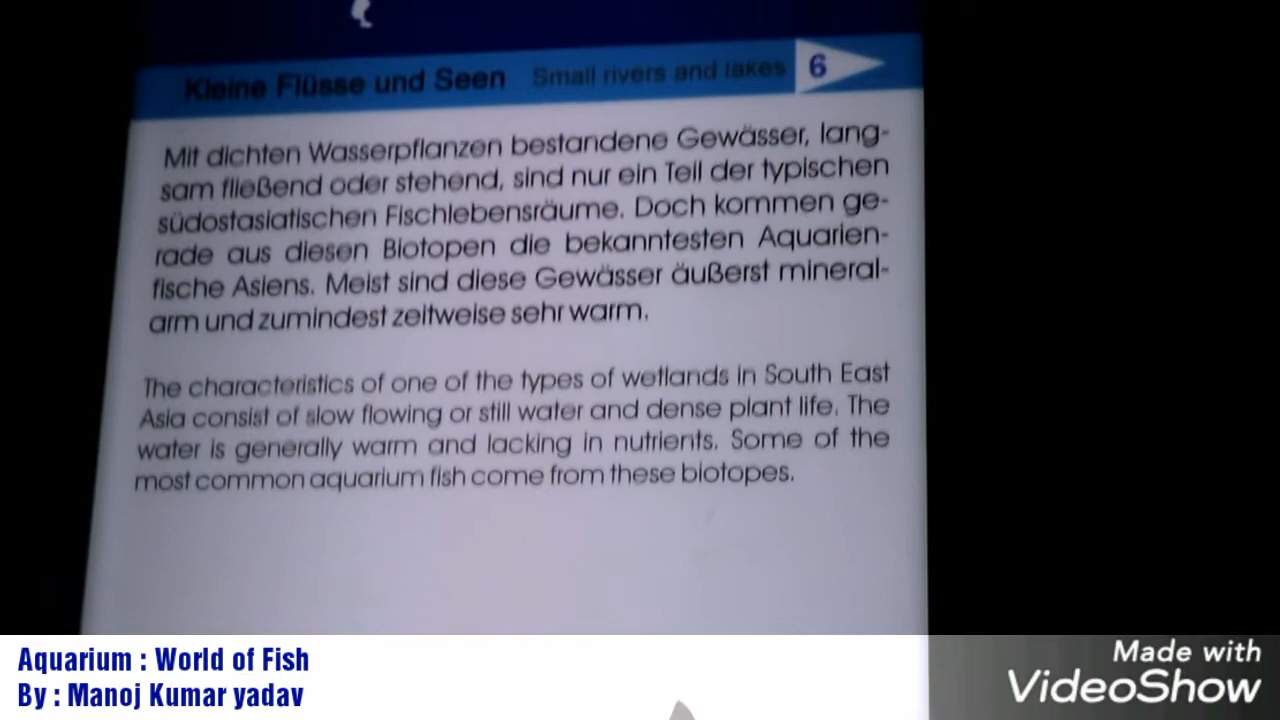 Kleine Flüsse und Seen Small rivers and lakes 6
Mit dichten Wasserpflanzen bestandene Gewässer, lang-
sam fließend oder stehend, sind nur ein Teil der typischen
südostasiatischen Fischlebensräume. Doch kommen ge-
rade aus diesen Biotopen die bekanntesten Aquarien-
fische Asiens. Meist sind diese Gewässer äußerst mineral-
arm und zumindest zeitweise sehr warm.
The characteristics of one of the types of wetlands in South East
Asia consist of slow flowing or still water and dense plant life. The
water is generally warm and lacking in nutrients. Some of the
most common aquarium fish come from these biotopes.
Aquarium : World of Fish
By : Manoj Kumar yadav
Made with
VideoShow